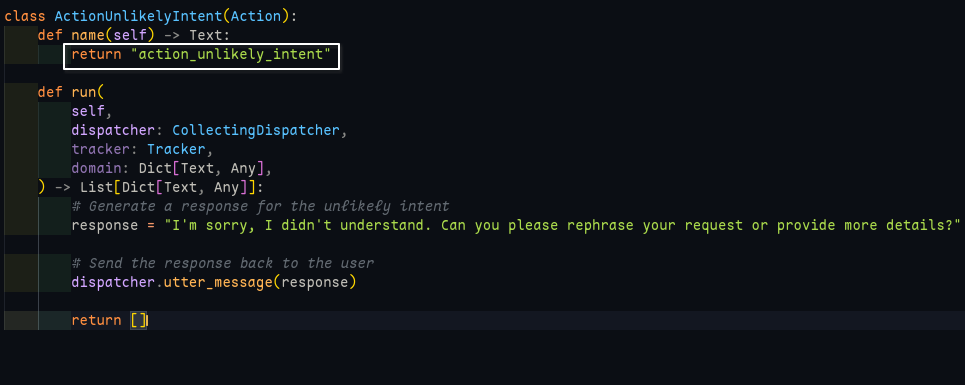 class ActionUnlikelyIntent(Action):
    def name(self) -> Text:
        return "action_unlikely_intent"

    def run(
        self,
        dispatcher: CollectingDispatcher,
        tracker: Tracker,
        domain: Dict[Text, Any],
    ) -> List[Dict[Text, Any]]:
        # Generate a response for the unlikely intent
        response = "I'm sorry, I didn't understand. Can you please rephrase your request or provide more details?"

        # Send the response back to the user
        dispatcher.utter_message(response)

        return []